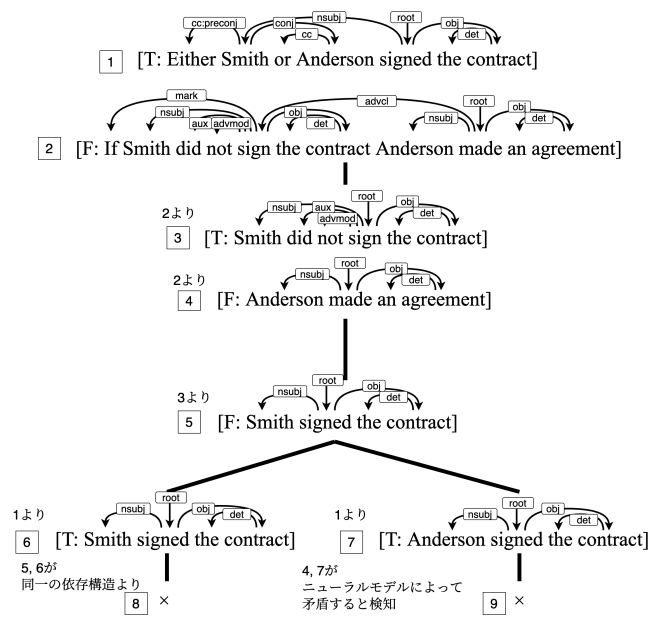 cc:preconj conj nsubj root obj
cc det
1 [T: Either Smith or Anderson signed the contract]
mark advcl root
nsubj obj nsubj obj
aux advmod det det
2 [F: If Smith did not sign the contract Anderson made an agreement]
root
2より nsubj aux obj
advmod det
3 [T: Smith did not sign the contract]
root
2より nsubj obj
det
4 [F: Anderson made an agreement]
root
3より nsubj obj
det
5 [F: Smith signed the contract]
root
1より nsubj obj
det
6 [T: Smith signed the contract]
5, 6が
同一の依存構造より
8 ×
root
1より nsubj obj
det
7 [T: Anderson signed the contract]
4, 7が
ニューラルモデルによって
矛盾すると検知
9 ×